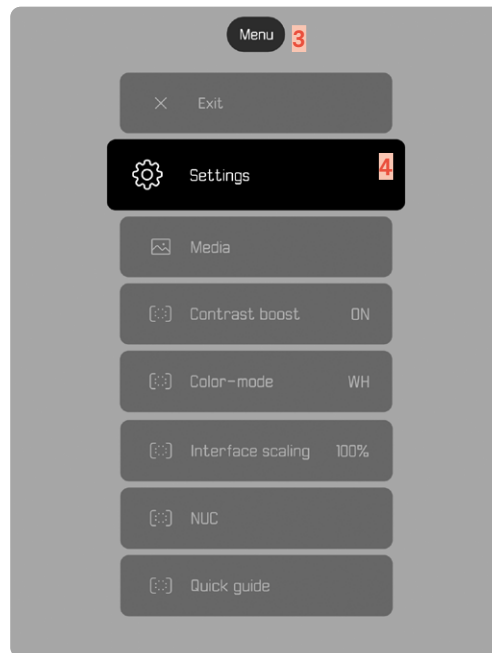 Menu 3
Exit
Settings 4
Media
Contrast boost ON
Color-mode WH
Interface scaling 100%
NUC
Quick guide